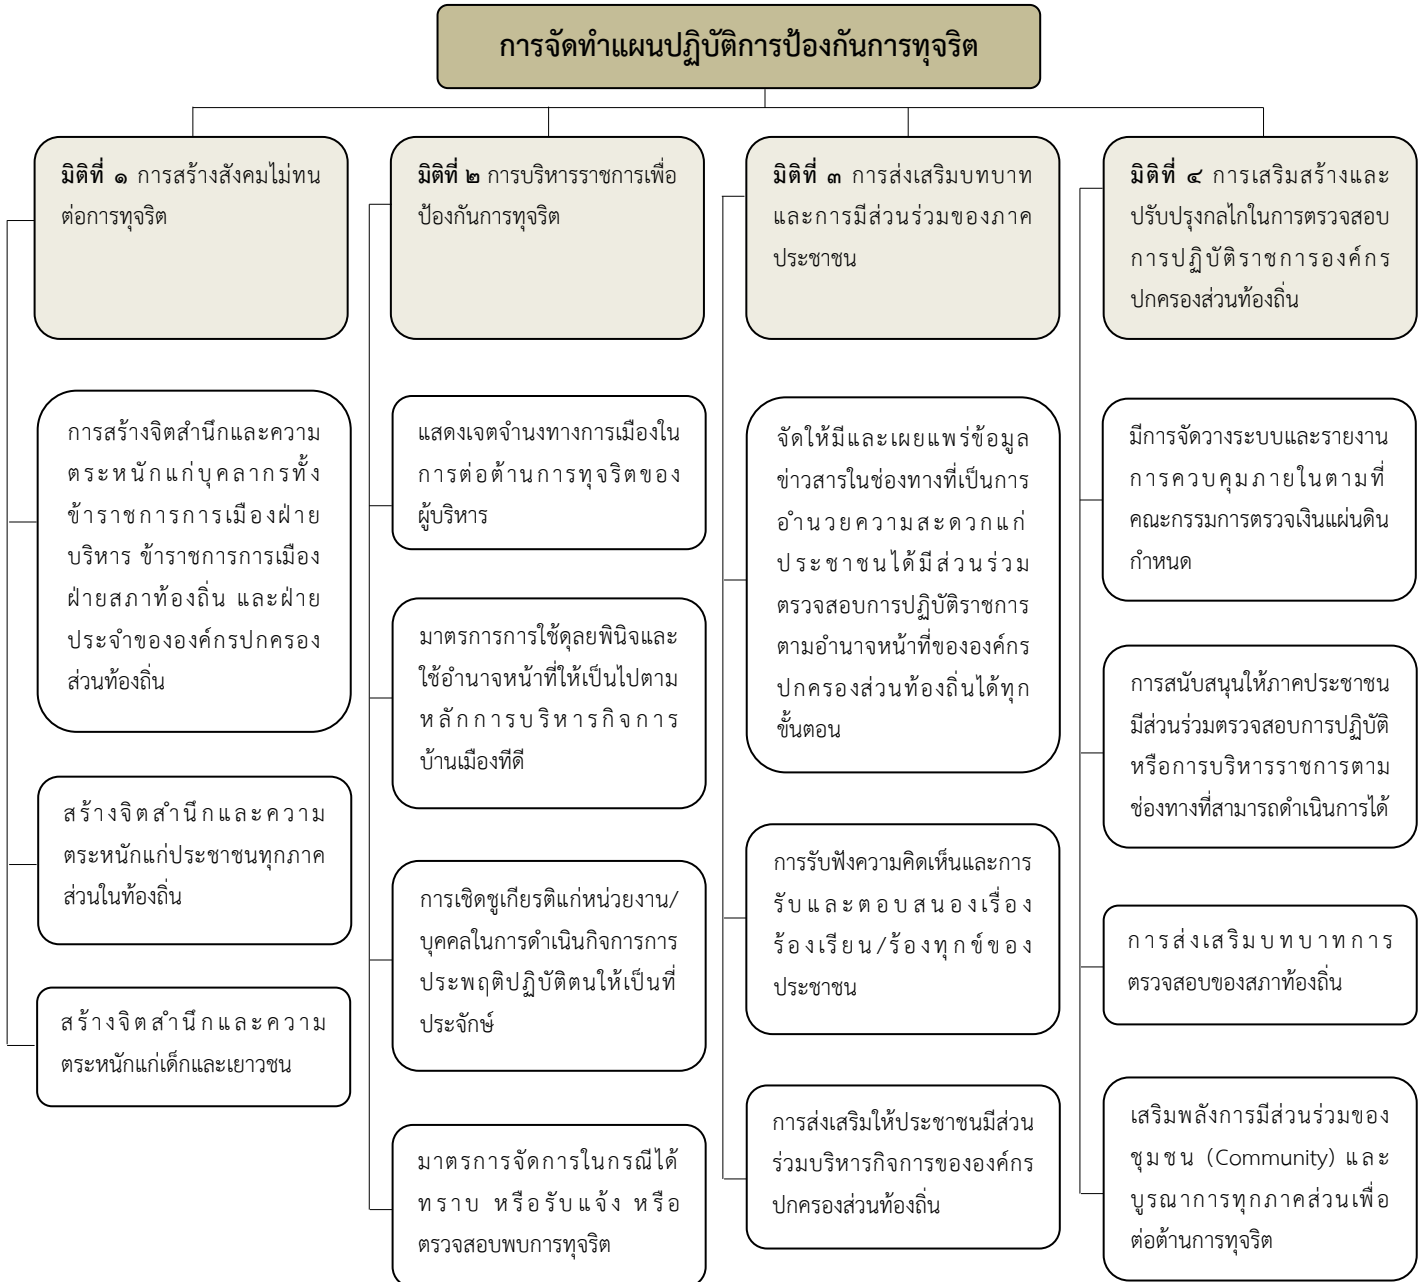 การจัดทำแผนปฏิบัติการป้องกันการทุจริต
มิติที่ ๑ การสร้างสังคมไม่ทน
ต่อการทุจริต
การสร้างจิตสำนึกและความ
ตระหนักแก่บุคลากรทั้ง
ข้าราชการการเมืองฝ่าย
บริหาร ข้าราชการการเมือง
ฝ่ายสภาท้องถิ่น และฝ่าย
ประจำขององค์กรปกครอง
ส่วนท้องถิ่น
สร้างจิตสำนึกและความ
ตระหนักแก่ประชาชนทุกภาค
ส่วนในท้องถิ่น
สร้างจิตสำนึกและความ
ตระหนักแก่เด็กและเยาวชน
มิติที่ ๒ การบริหารราชการเพื่อ
ป้องกันการทุจริต
แสดงเจตจำนงทางการเมืองใน
การต่อต้านการทุจริตของ
ผู้บริหาร
มาตรการการใช้ดุลยพินิจและ
ใช้อำนาจหน้าที่ให้เป็นไปตาม
หลักการบริหารกิจการ
บ้านเมืองทีดี
การเชิดชูเกียรติแก่หน่วยงาน/
บุคคลในการดำเนินกิจการการ
ประพฤติปฏิบัติตนให้เป็นที่
ประจักษ์
มาตรการจัดการในกรณีได้
ทราบ หรือรับแจ้ง หรือ
ตรวจสอบพบการทุจริต
มิติที่ ๓ การส่งเสริมบทบาท
และการมีส่วนร่วมของภาค
ประชาชน
จัดให้มีและเผยแพร่ข้อมูล
ข่าวสารในช่องทางที่เป็นการ
อำนวยความสะดวกแก่
ประชาชนได้มีส่วนร่วม
ตรวจสอบการปฏิบัติราชการ
ตามอำนาจหน้าที่ขององค์กร
ปกครองส่วนท้องถิ่นได้ทุก
ขั้นตอน
การรับฟังความคิดเห็นและการ
รับและตอบสนองเรื่อง
ร้องเรียน/ร้องทุกข์ของ
ประชาชน
การส่งเสริมให้ประชาชนมีส่วน
ร่วมบริหารกิจการขององค์กร
ปกครองส่วนท้องถิ่น
มิติที่ ๔ การเสริมสร้างและ
ปรับปรุงกลไกในการตรวจสอบ
การปฏิบัติราชการองค์กร
ปกครองส่วนท้องถิ่น
มีการจัดวางระบบและรายงาน
การควบคุมภายในตามที่
คณะกรรมการตรวจเงินแผ่นดิน
กำหนด
การสนับสนุนให้ภาคประชาชน
มีส่วนร่วมตรวจสอบการปฏิบัติ
หรือการบริหารราชการตาม
ช่องทางที่สามารถดำเนินการได้
การส่งเสริมบทบาทการ
ตรวจสอบของสภาท้องถิ่น
เสริมพลังการมีส่วนร่วมของ
ชุมชน (Community) และ
บูรณาการทุกภาคส่วนเพื่อ
ต่อต้านการทุจริต